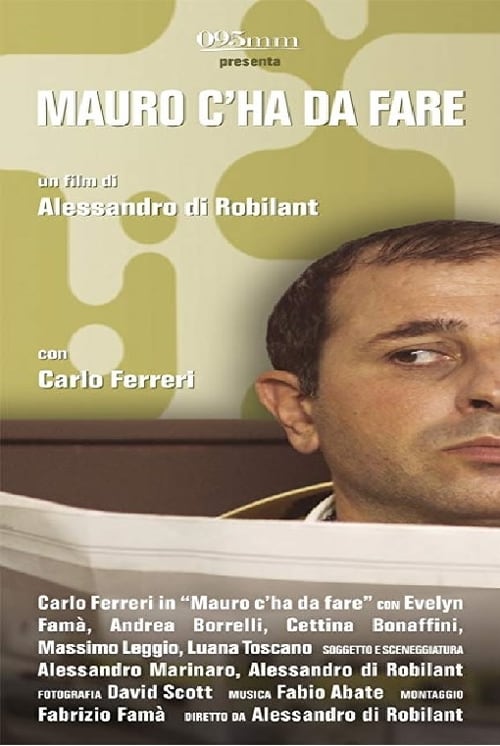 095mm
presenta
MAURO C'HA DA FARE
un film di
Alessandro di Robilant
con
Carlo Ferreri
Carlo Ferreri in "Mauro c'ha da fare" CON Evelyn
Famà, Andrea Borrelli, Cettina Bonaffini,
Massimo Leggio, Luana Toscano SOGGETTO E SCENEGGIATURA
Alessandro Marinaro, Alessandro di Robilant
FOTOGRAFIA David Scott MUSICA Fabio Abate MONTAGGIO
Fabrizio Famà DIRETTO DA Alessandro di Robilant